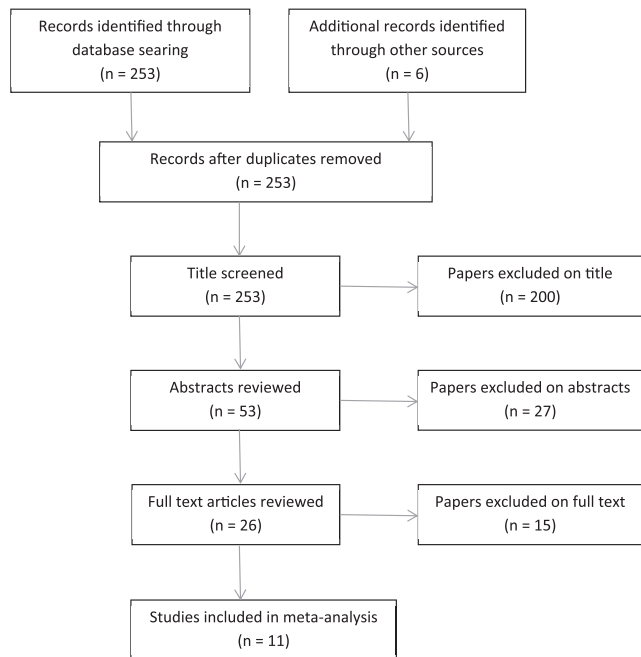 Records identified through
database searing
(n = 253)
Additional records identified
through other sources
(n = 6)
Records after duplicates removed
(n = 253)
Title screened
(n = 253)
Papers excluded on title
(n = 200)
Abstracts reviewed
(n = 53)
Papers excluded on abstracts
(n = 27)
Full text articles reviewed
(n = 26)
Papers excluded on full text
(n = 15)
Studies included in meta-analysis
(n = 11)